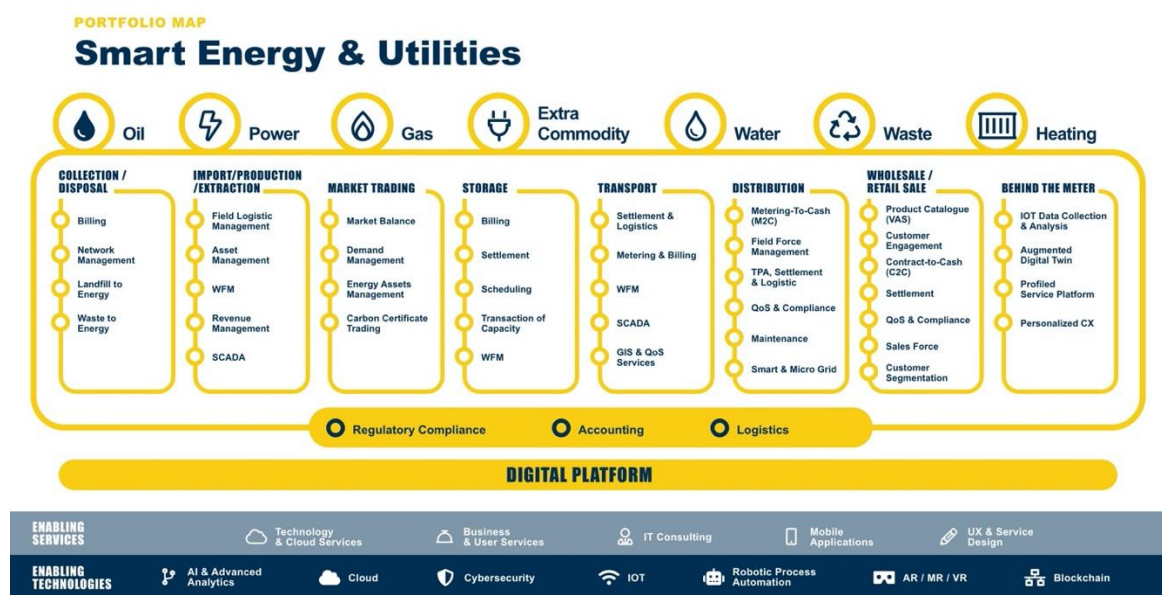 PORTFOLIO MAP
Smart Energy & Utilities
Oil
Power
Gas
Extra
Commodity
Water
Waste
Heating
COLLECTION /
DISPOSAL
Billing
Network
Management
Landfill to
Energy
Waste to
Energy
IMPORT/PRODUCTION
/EXTRACTION
Field Logistic
Management
Asset
Management
WFM
Revenue
Management
SCADA
MARKET TRADING
Market Balance
Demand
Management
Energy Assets
Management
Carbon Certificate
Trading
STORAGE
Billing
Settlement
Scheduling
Transaction of
Capacity
WFM
TRANSPORT
Settlement &
Logistics
Metering & Billing
WFM
SCADA
GIS & QoS
Services
DISTRIBUTION
Metering-To-Cash
(M2C)
Field Force
Management
TPA, Settlement
& Logistic
QoS & Compliance
Maintenance
Smart & Micro Grid
WHOLESALE /
RETAIL SALE
Product Catalogue
(VAS)
Customer
Engagement
Contract-to-Cash
(C2C)
Settlement
QoS & Compliance
Sales Force
Customer
Segmentation
BEHIND THE METER
IOT Data Collection
& Analysis
Augmented
Digital Twin
Profiled
Service Platform
Personalized CX
Regulatory Compliance
Accounting
Logistics
DIGITAL PLATFORM
ENABLING
SERVICES
Technology
& Cloud Services
Business
& User Services
IT Consulting
Mobile
Applications
UX & Service
Design
ENABLING
TECHNOLOGIES
AI & Advanced
Analytics
Cloud
Cybersecurity
IOT
Robotic Process
Automation
AR / MR / VR
Blockchain